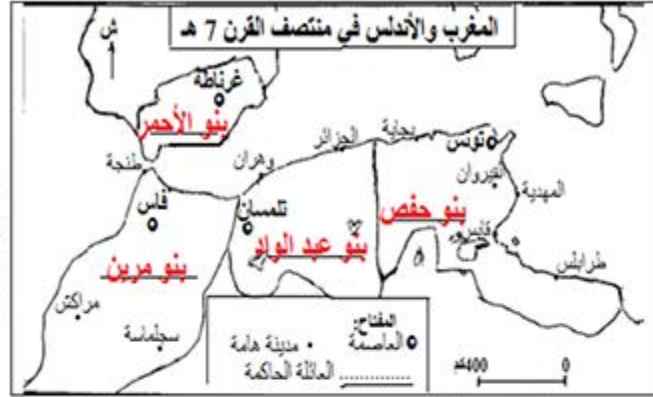 المغرب والأندلس في منتصف القرن 7 هـ
ش
غرناطة
بنو الأحمر
طنجة
وهران
الجزائر
بجاية
تونس
القيروان
المهدية
فاس
تلمسان
بنو عبد الواد
بنو حفص
قابس
طرابلس
بنو مرين
مراكش
سجلماسة
المفتاح:
العاصمة
مدينة هامة
العائلة الحاكمة ..............
0 400كم